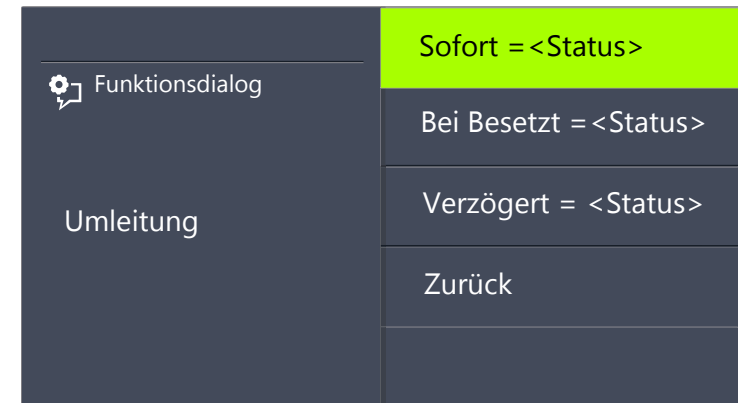 Funktionsdialog
Umleitung
Sofort =<Status>
Bei Besetzt =<Status>
Verzögert = <Status>
Zurück